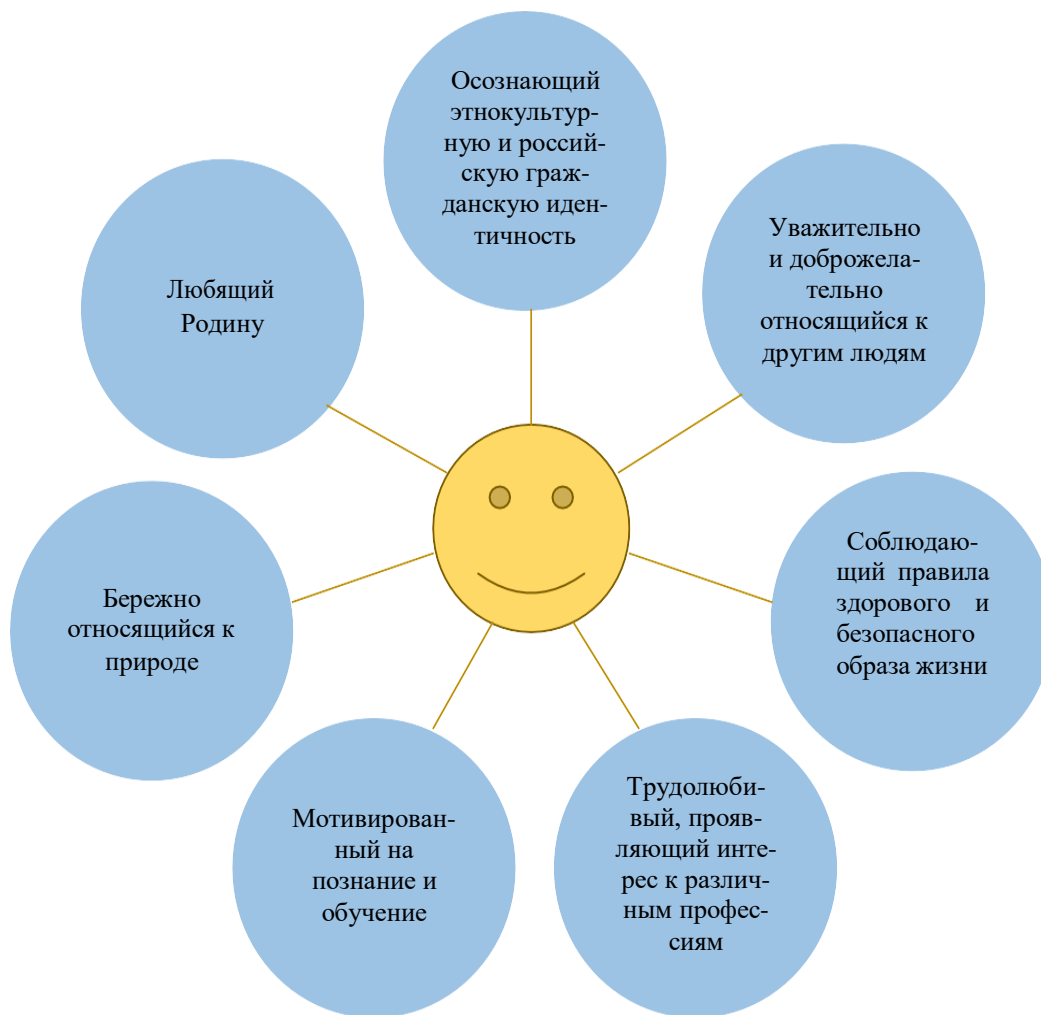 Осознающий
этнокультур-
ную и россий-
скую граж-
данскую иден-
тичность
Уважительно
и доброжела-
тельно
относящийся к
другим людям
Соблюдаю-
щий правила
здорового и
безопасного
образа жизни
Трудолюби-
вый, прояв-
ляющий инте-
рес к различ-
ным профес-
сиям
Мотивирован-
ный на
познание и
обучение
Бережно
относящийся к
природе
Любящий
Родину